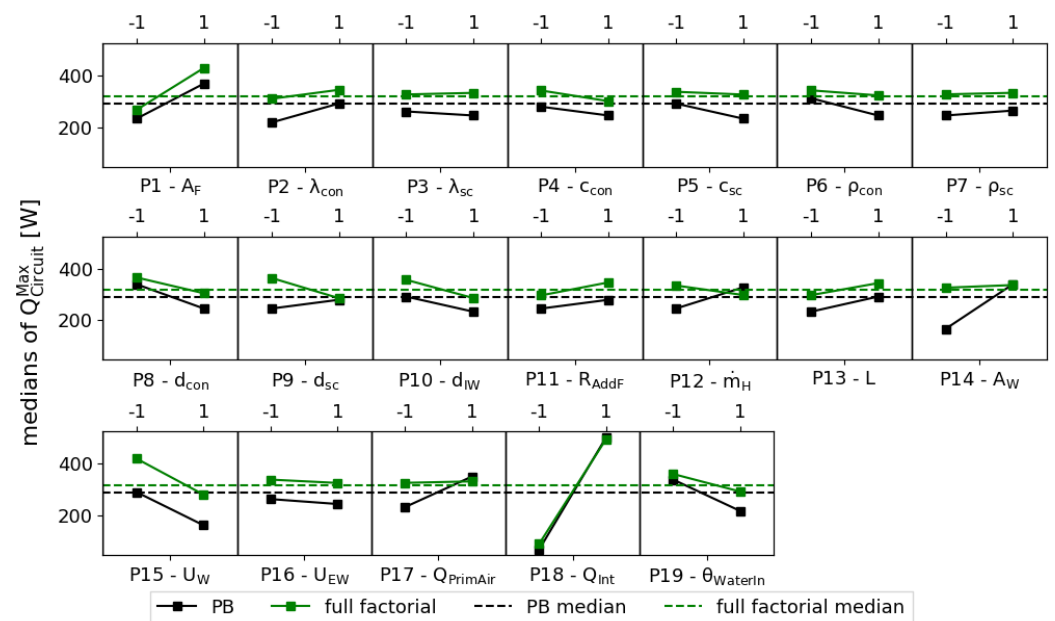 -1 1 -1 1 -1 1 -1 1 -1 1 -1 1 -1 1
400
200
P1 - A_F P2 - λ_con P3 - λ_sc P4 - c_con P5 - c_sc P6 - ρ_con P7 - ρ_sc
-1 1 -1 1 -1 1 -1 1 -1 1 -1 1 -1 1
medians of Q^Max_Circuit [W]
400
200
P8 - d_con P9 - d_sc P10 - d_IW P11 - R_AddF P12 - ṁ_H P13 - L P14 - A_W
-1 1 -1 1 -1 1 -1 1 -1 1
400
200
P15 - U_W P16 - U_EW P17 - Q_PrimAir P18 - Q_Int P19 - θ_WaterIn
PB full factorial PB median full factorial median